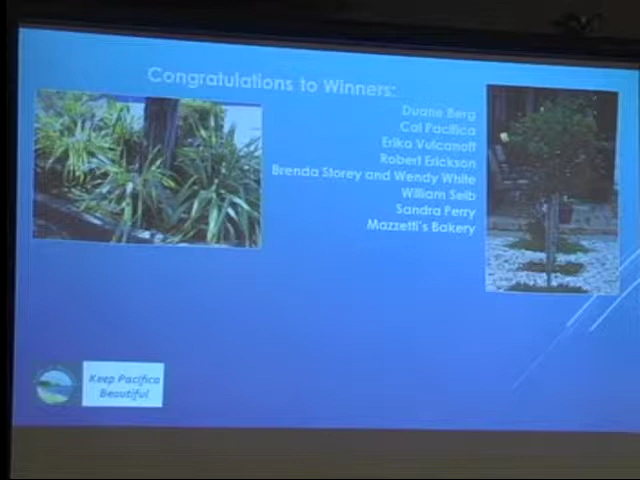 Congratulations to Winners:
Duane Berg
Cal Pacifica
Erika Vulcanoff
Robert Erickson
Brenda Storey and Wendy White
William Seib
Sandra Perry
Mazzetti's Bakery
Keep Pacifica
Beautiful